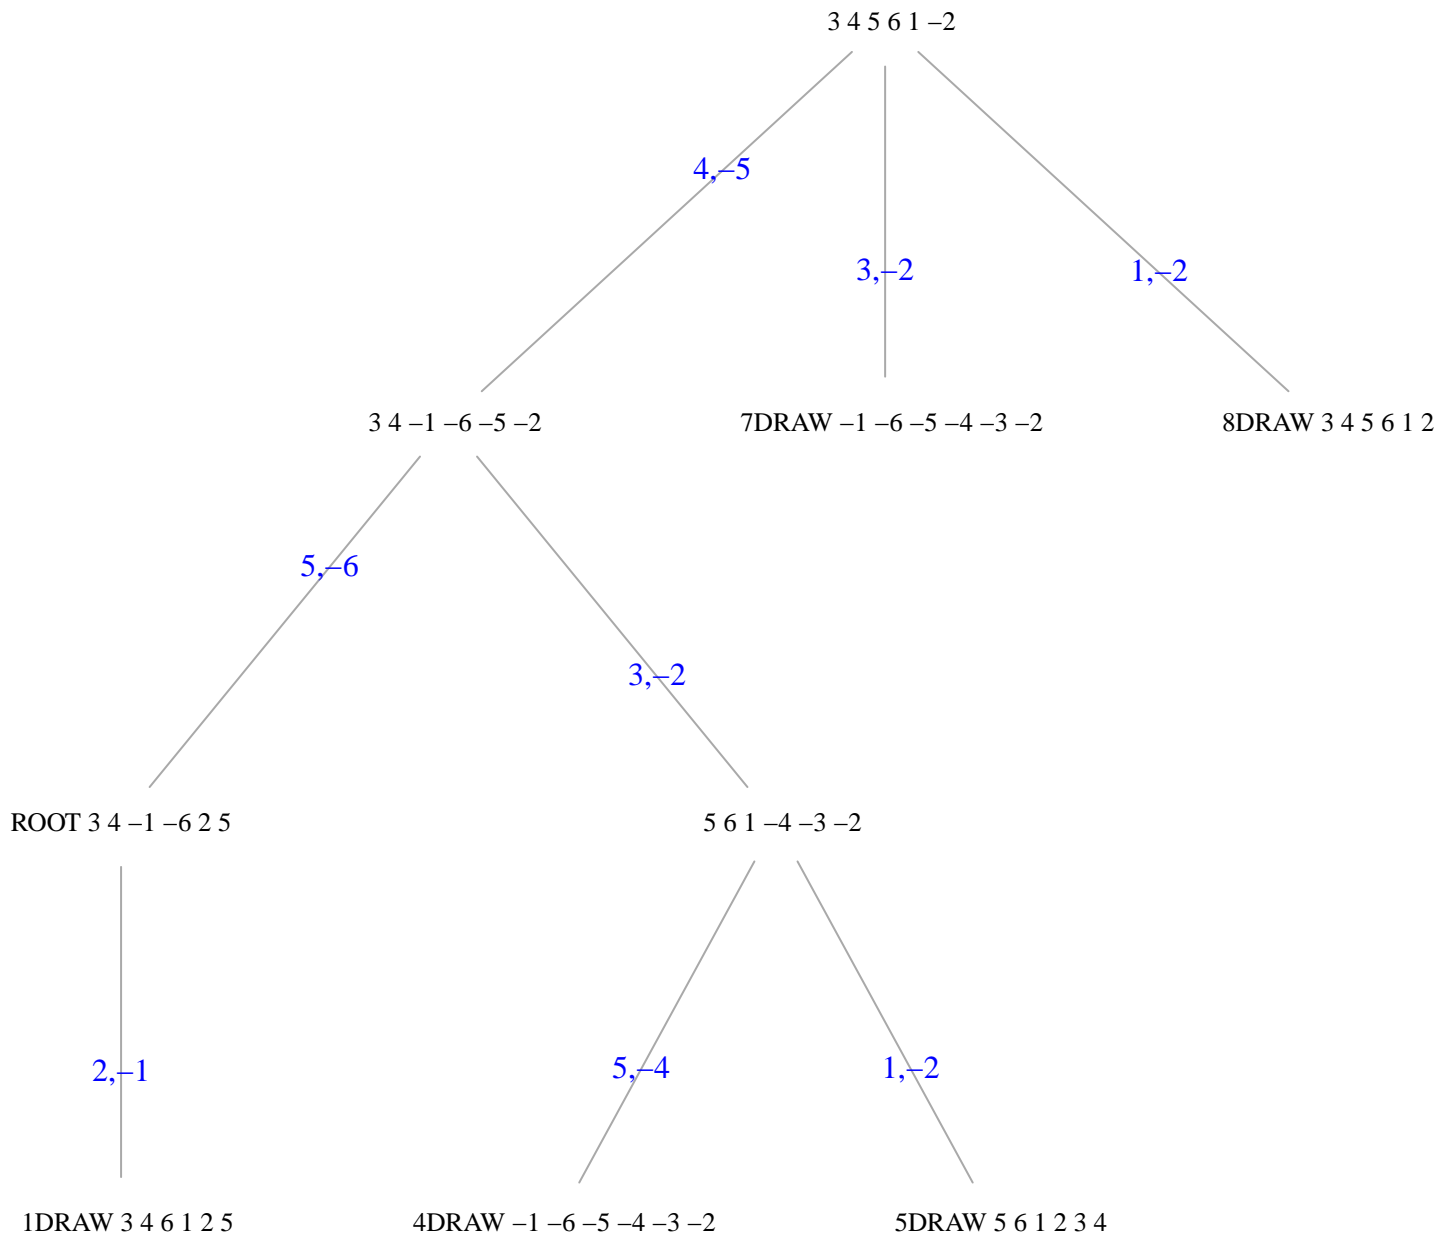 3 4 5 6 1 –2
4,–5
3,–2
1,–2
3 4 –1 –6 –5 –2
7DRAW –1 –6 –5 –4 –3 –2
8DRAW 3 4 5 6 1 2
5,–6
3,–2
ROOT 3 4 –1 –6 2 5
5 6 1 –4 –3 –2
2,–1
5,–4
1,–2
1DRAW 3 4 6 1 2 5
4DRAW –1 –6 –5 –4 –3 –2
5DRAW 5 6 1 2 3 4